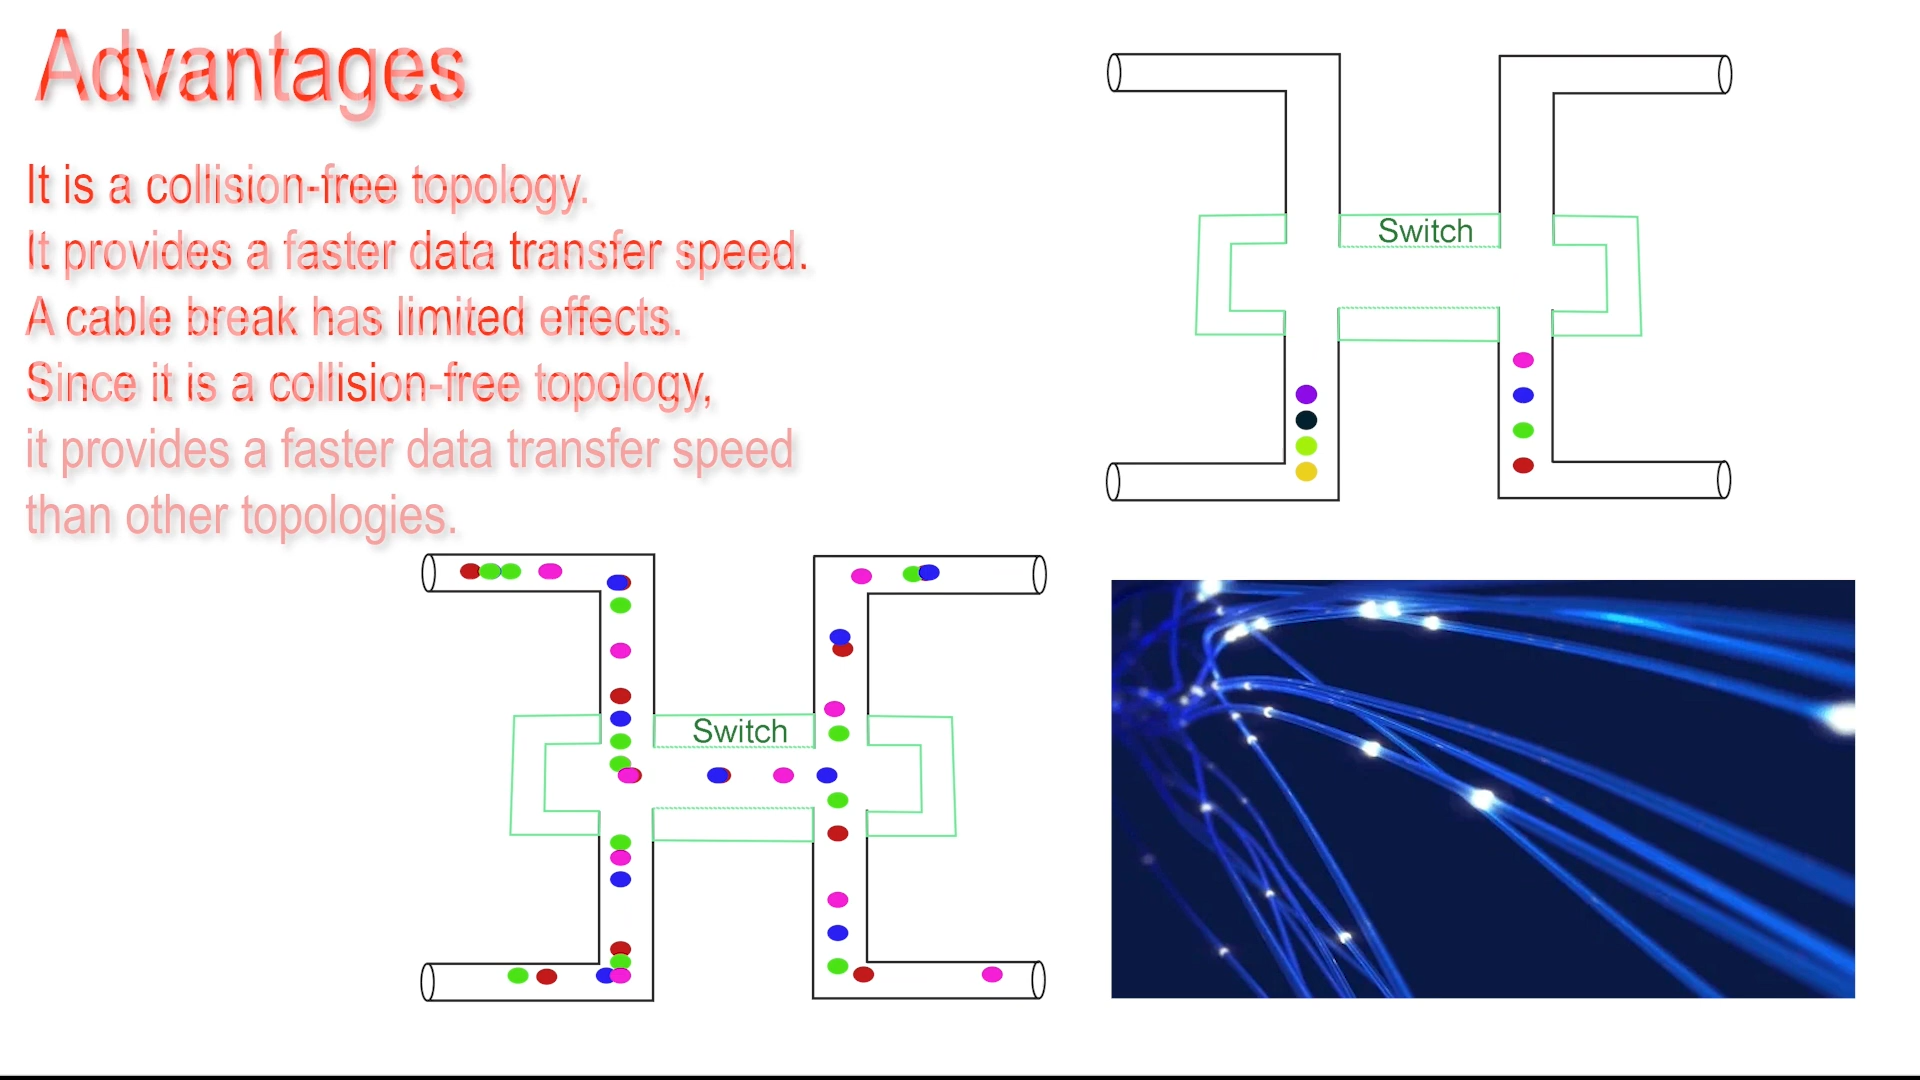 Advantages
It is a collision-free topology.
It provides a faster data transfer speed.
A cable break has limited effects.
Since it is a collision-free topology,
it provides a faster data transfer speed
than other topologies.
Switch
Switch